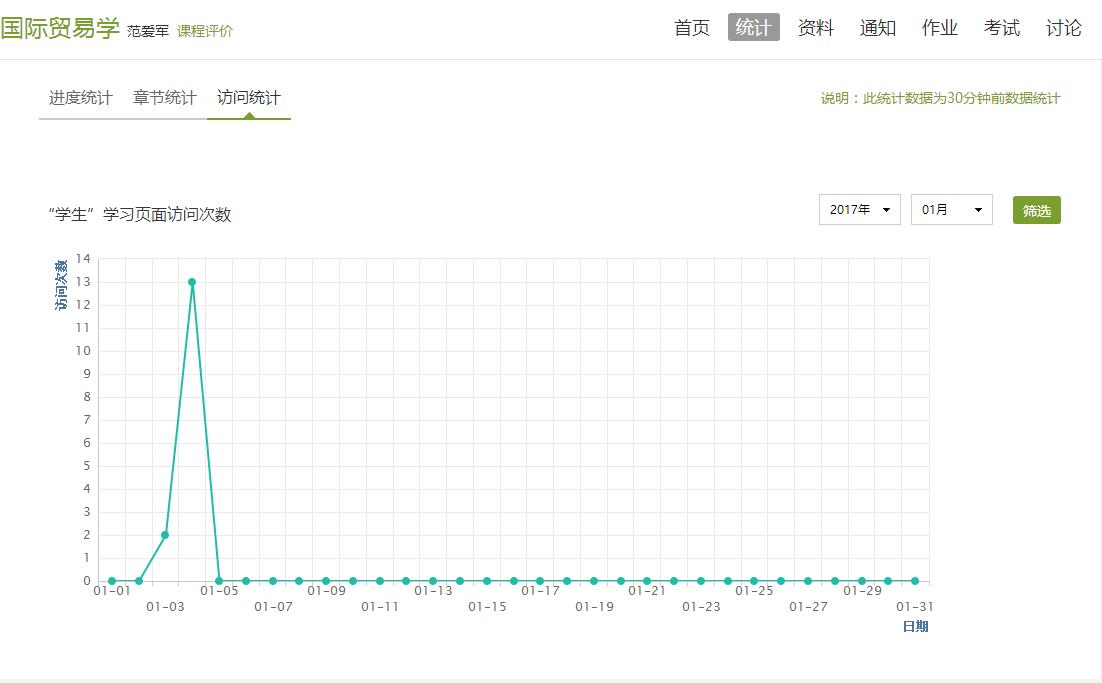 国际贸易学 范爱军 课程评价
首页 统计 资料 通知 作业 考试 讨论
进度统计 章节统计 访问统计
说明：此统计数据为30分钟前数据统计
“学生”学习页面访问次数
2017年 01月 筛选
访问次数
14
13
12
11
10
9
8
7
6
5
4
3
2
1
0
01-01 01-05 01-09 01-13 01-17 01-21 01-25 01-29
01-03 01-07 01-11 01-15 01-19 01-23 01-27 01-31
日期